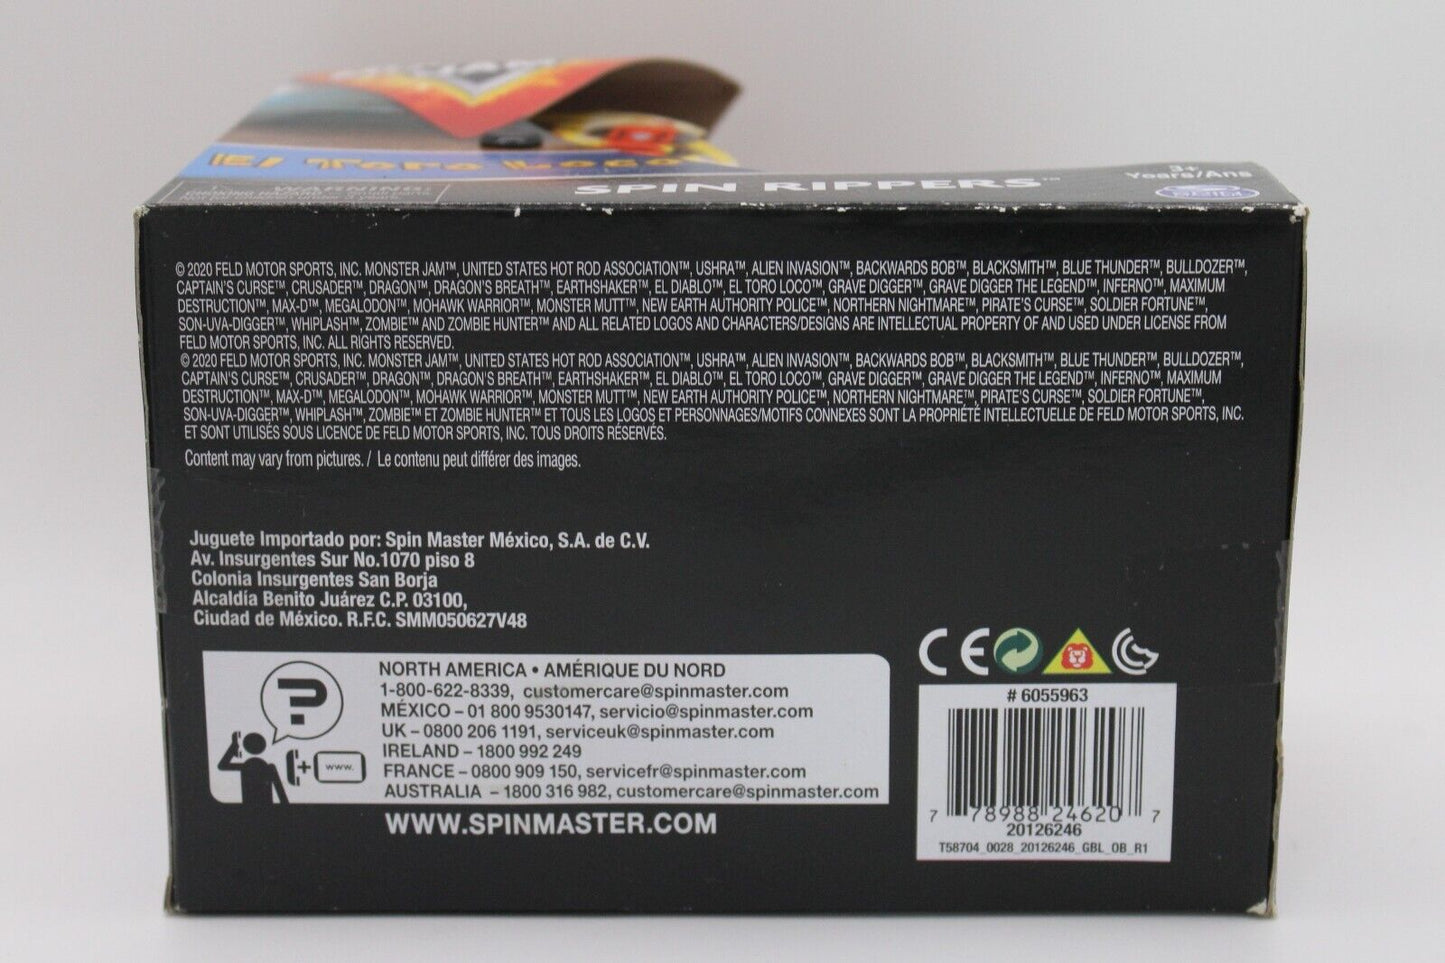 El Toro Loco
WARNING:
SPIN RIPPERS™
3+
Years/Ans
© 2020 FELD MOTOR SPORTS, INC. MONSTER JAM™, UNITED STATES HOT ROD ASSOCIATION™, USHRA™, ALIEN INVASION™, BACKWARDS BOB™, BLACKSMITH™, BLUE THUNDER™, BULLDOZER™,
CAPTAIN'S CURSE™, CRUSADER™, DRAGON™, DRAGON'S BREATH™, EARTHSHAKER™, EL DIABLO™, EL TORO LOCO™, GRAVE DIGGER™, GRAVE DIGGER THE LEGEND™, INFERNO™, MAXIMUM
DESTRUCTION™, MAX-D™, MEGALODON™, MOHAWK WARRIOR™, MONSTER MUTT™, NEW EARTH AUTHORITY POLICE™, NORTHERN NIGHTMARE™, PIRATE'S CURSE™, SOLDIER FORTUNE™,
SON-UVA-DIGGER™, WHIPLASH™, ZOMBIE™ AND ZOMBIE HUNTER™ AND ALL RELATED LOGOS AND CHARACTERS/DESIGNS ARE INTELLECTUAL PROPERTY OF AND USED UNDER LICENSE FROM
FELD MOTOR SPORTS, INC. ALL RIGHTS RESERVED.
© 2020 FELD MOTOR SPORTS, INC. MONSTER JAM™, UNITED STATES HOT ROD ASSOCIATION™, USHRA™, ALIEN INVASION™, BACKWARDS BOB™, BLACKSMITH™, BLUE THUNDER™, BULLDOZER™,
CAPTAIN'S CURSE™, CRUSADER™, DRAGON™, DRAGON'S BREATH™, EARTHSHAKER™, EL DIABLO™, EL TORO LOCO™, GRAVE DIGGER™, GRAVE DIGGER THE LEGEND™, INFERNO™, MAXIMUM
DESTRUCTION™, MAX-D™, MEGALODON™, MOHAWK WARRIOR™, MONSTER MUTT™, NEW EARTH AUTHORITY POLICE™, NORTHERN NIGHTMARE™, PIRATE'S CURSE™, SOLDIER FORTUNE™,
SON-UVA-DIGGER™, WHIPLASH™, ZOMBIE™ ET ZOMBIE HUNTER™ ET TOUS LES LOGOS ET PERSONNAGES/MOTIFS CONNEXES SONT LA PROPRIÉTÉ INTELLECTUELLE DE FELD MOTOR SPORTS, INC.
ET SONT UTILISÉS SOUS LICENCE DE FELD MOTOR SPORTS, INC. TOUS DROITS RÉSERVÉS.
Content may vary from pictures. / Le contenu peut différer des images.
Juguete Importado por: Spin Master México, S.A. de C.V.
Av. Insurgentes Sur No.1070 piso 8
Colonia Insurgentes San Borja
Alcaldía Benito Juárez C.P. 03100,
Ciudad de México. R.F.C. SMM050627V48
NORTH AMERICA • AMÉRIQUE DU NORD
1-800-622-8339, customercare@spinmaster.com
MÉXICO – 01 800 9530147, servicio@spinmaster.com
UK – 0800 206 1191, serviceuk@spinmaster.com
IRELAND – 1800 992 249
FRANCE – 0800 909 150, servicefr@spinmaster.com
AUSTRALIA – 1800 316 982, customercare@spinmaster.com
? + www.
WWW.SPINMASTER.COM
CE
# 6055963
7 78988 24620 7
20126246
T58704_0028_20126246_GBL_OB_R1